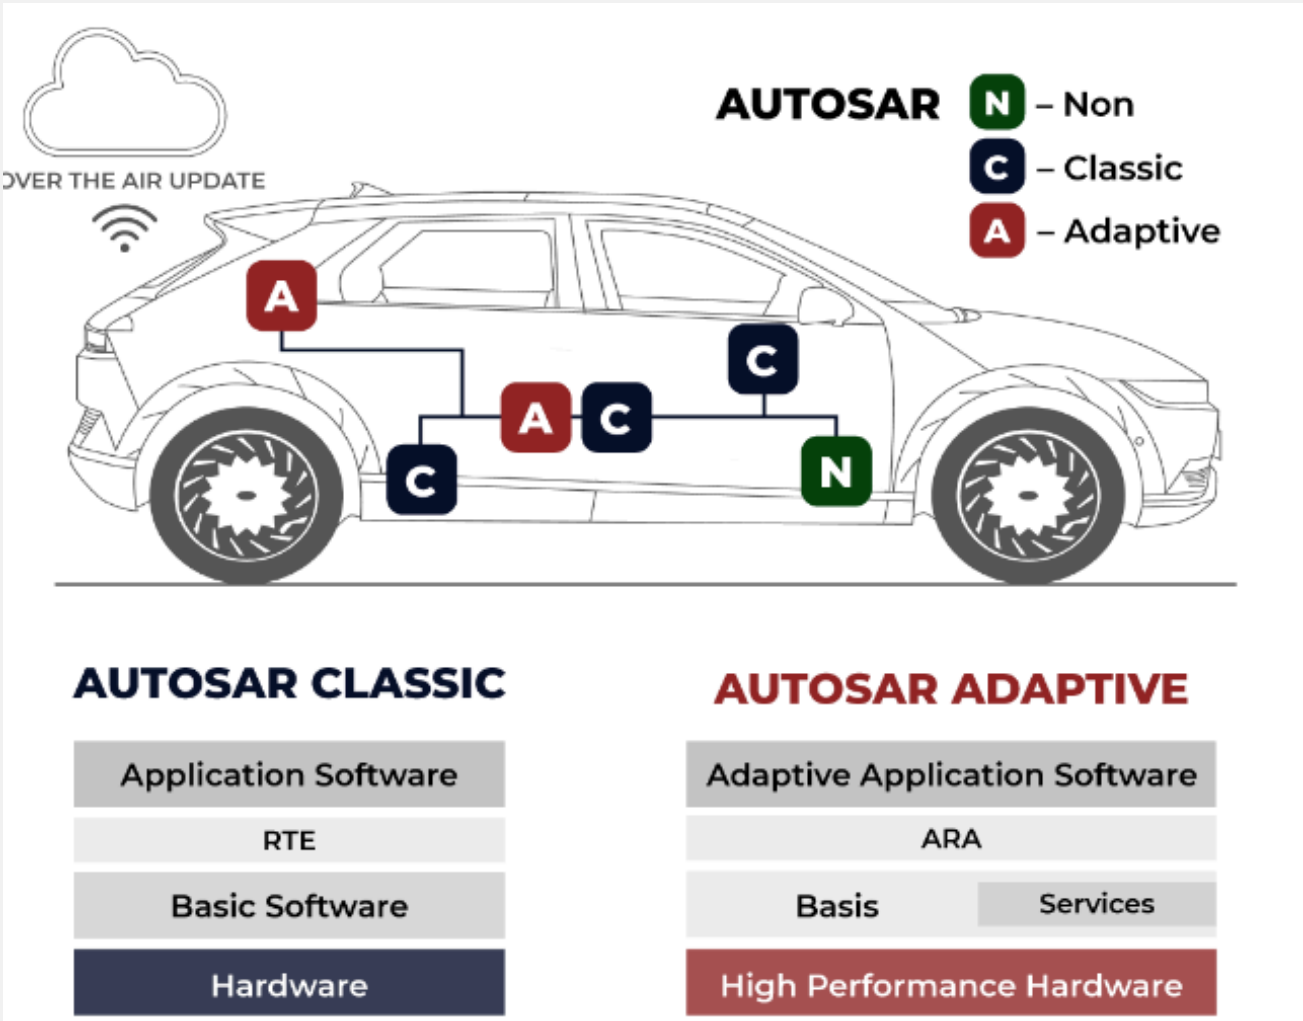 OVER THE AIR UPDATE
AUTOSAR
N – Non
C – Classic
A – Adaptive
A
C
A
C
C
N
AUTOSAR CLASSIC
Application Software
RTE
Basic Software
Hardware
AUTOSAR ADAPTIVE
Adaptive Application Software
ARA
Basis
Services
High Performance Hardware